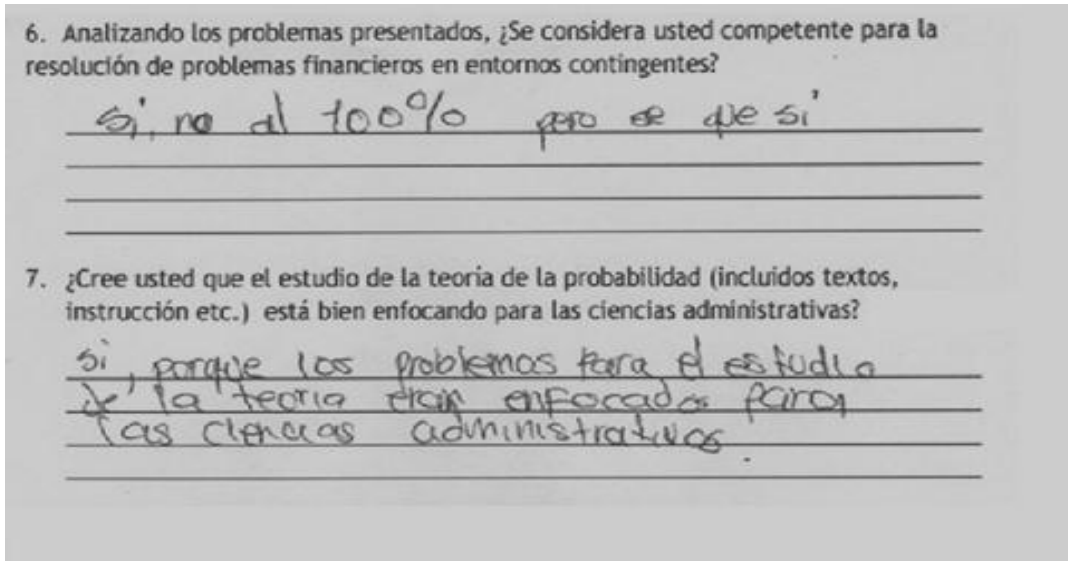 6. Analizando los problemas presentados, ¿Se considera usted competente para la
resolución de problemas financieros en entornos contingentes?
Si, no al 100% pero se que si
7. ¿Cree usted que el estudio de la teoría de la probabilidad (incluidos textos,
instrucción etc.) está bien enfocando para las ciencias administrativas?
Si, porque los problemas para el estudio
de la teoria eran enfocados para
las ciencias administrativas.